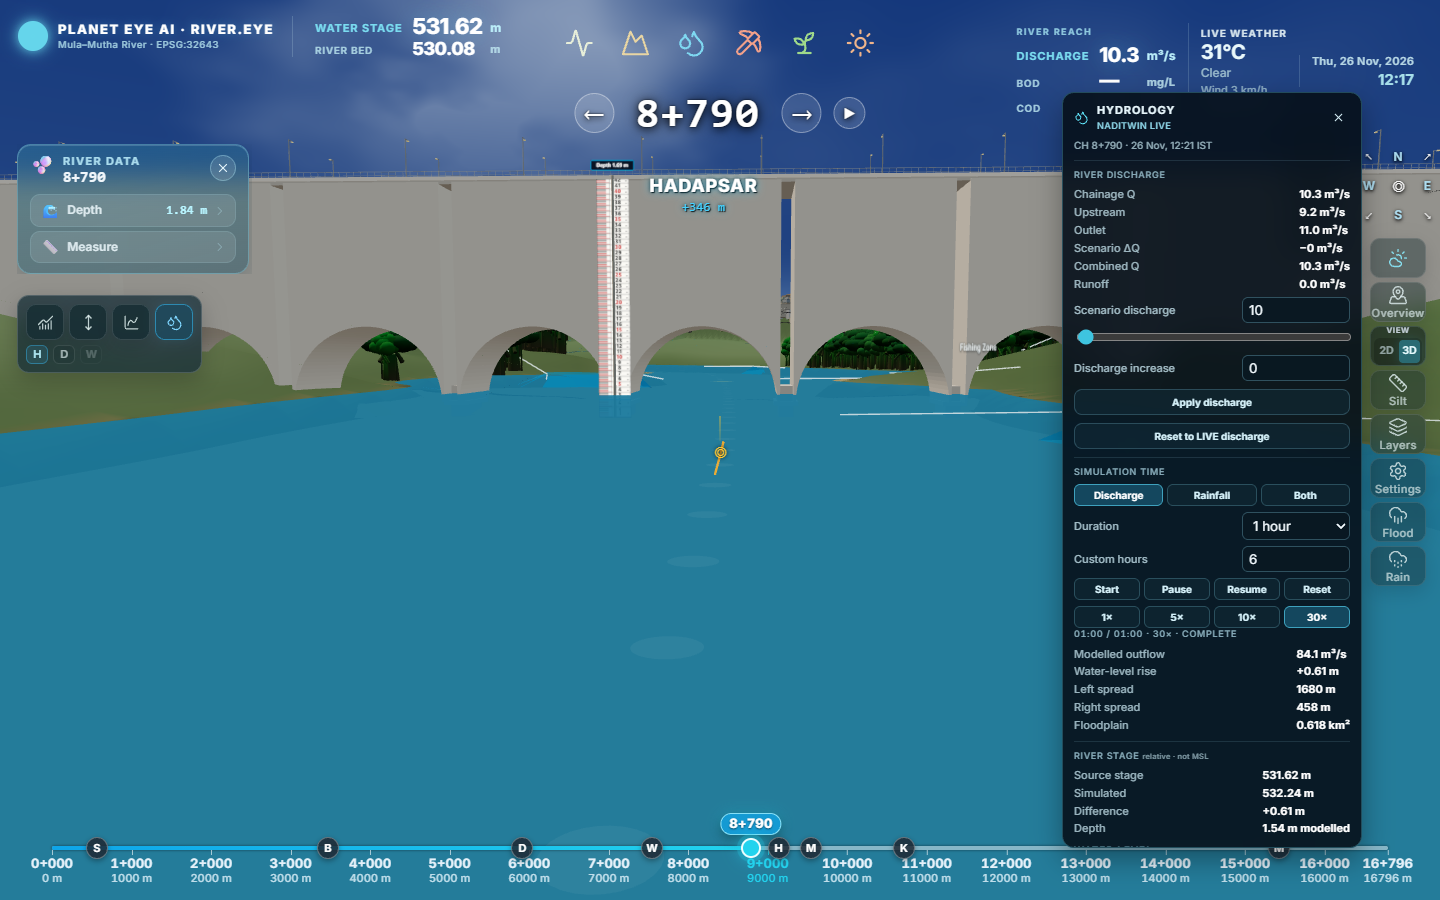 PLANET EYE AI · RIVER.EYE
Mula–Mutha River · EPSG:32643
WATER STAGE 531.62 m
RIVER BED 530.08 m
RIVER REACH
DISCHARGE 10.3 m³/s
BOD — mg/L
COD
LIVE WEATHER
31°C
Clear
Wind 3 km/h
Thu, 26 Nov, 2026
12:17
← 8+790 →
RIVER DATA
8+790
Depth 1.84 m
Measure
H D W
Depth 1.69 m
HADAPSAR
+346 m
Fishing Zone
HYDROLOGY
NADITWIN LIVE
CH 8+790 · 26 Nov, 12:21 IST
RIVER DISCHARGE
Chainage Q 10.3 m³/s
Upstream 9.2 m³/s
Outlet 11.0 m³/s
Scenario ΔQ −0 m³/s
Combined Q 10.3 m³/s
Runoff 0.0 m³/s
Scenario discharge 10
Discharge increase 0
Apply discharge
Reset to LIVE discharge
SIMULATION TIME
Discharge Rainfall Both
Duration 1 hour
Custom hours 6
Start Pause Resume Reset
1× 5× 10× 30×
01:00 / 01:00 · 30× · COMPLETE
Modelled outflow 84.1 m³/s
Water-level rise +0.61 m
Left spread 1680 m
Right spread 458 m
Floodplain 0.618 km²
RIVER STAGE relative · not MSL
Source stage 531.62 m
Simulated 532.24 m
Difference +0.61 m
Depth 1.54 m modelled
N
W E
S
Overview
VIEW
2D 3D
Silt
Layers
Settings
Flood
Rain
8+790
S B D W H M K M
0+000 1+000 2+000 3+000 4+000 5+000 6+000 7+000 8+000 9+000 10+000 11+000 12+000 13+000 14+000 15+000 16+000 16+796
0 m 1000 m 2000 m 3000 m 4000 m 5000 m 6000 m 7000 m 8000 m 9000 m 10000 m 11000 m 12000 m 13000 m 14000 m 15000 m 16000 m 16796 m